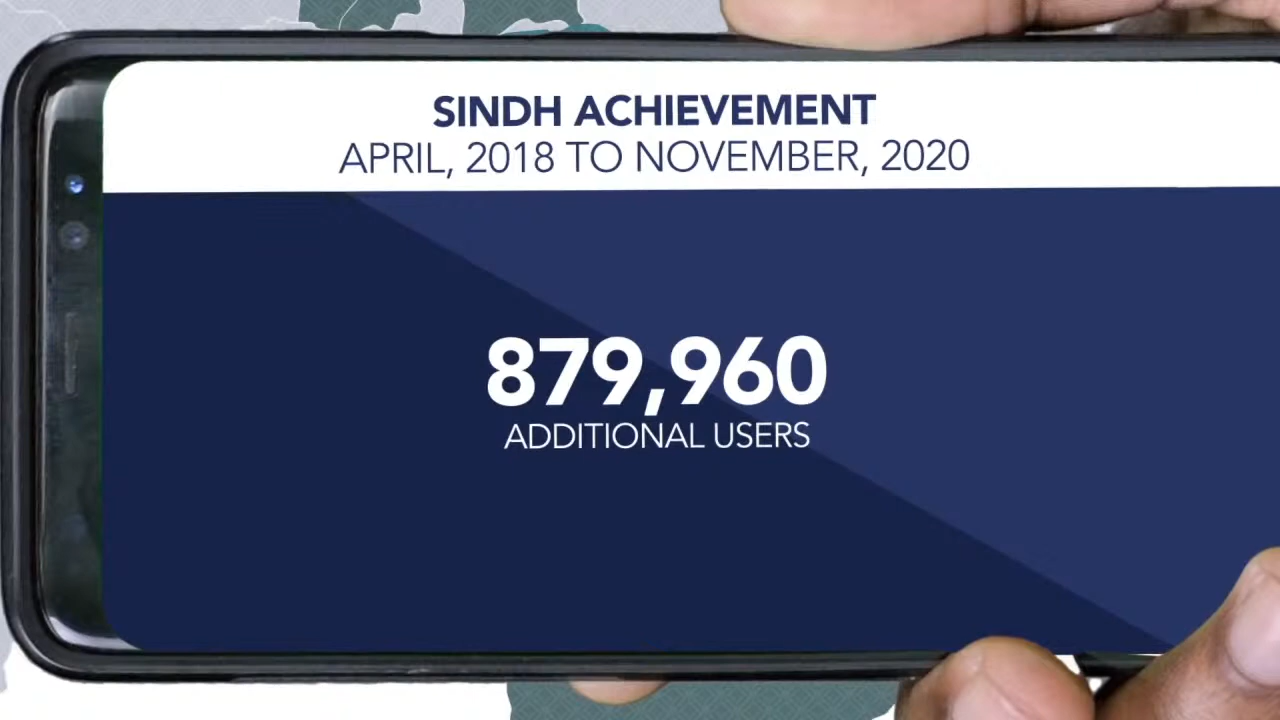 SINDH ACHIEVEMENT
APRIL, 2018 TO NOVEMBER, 2020
879,960
ADDITIONAL USERS